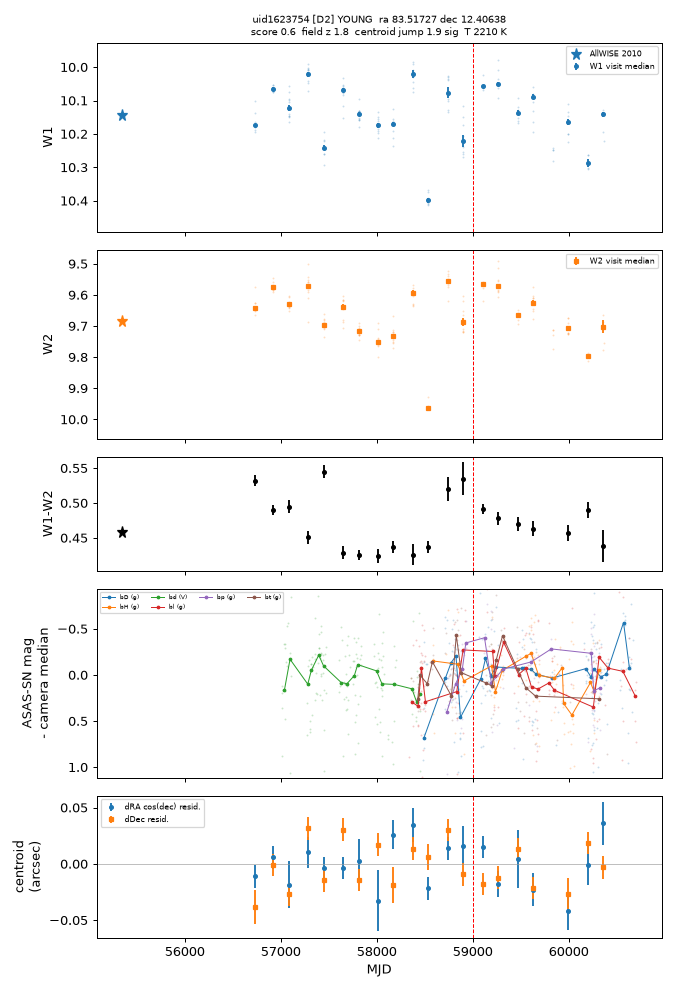 uid1623754 [D2] YOUNG  ra 83.51727 dec 12.40638
score 0.6  field z 1.8  centroid jump 1.9 sig  T 2210 K
AllWISE 2010
W1 visit median
10.0
10.1
10.2
10.3
10.4
W1
W2 visit median
9.5
9.6
9.7
9.8
9.9
10.0
W2
0.55
0.50
0.45
W1-W2
bD (g)
bH (g)
bd (V)
bl (g)
bp (g)
bt (g)
−0.5
0.0
0.5
1.0
ASAS-SN mag
- camera median
dRA cos(dec) resid.
dDec resid.
0.05
0.00
−0.05
centroid
(arcsec)
56000
57000
58000
59000
60000
MJD